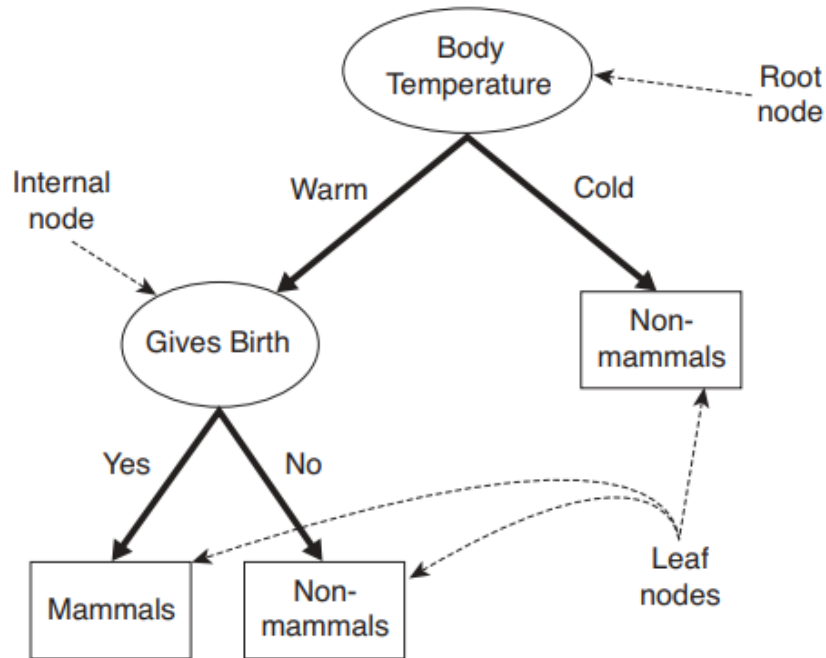 Body
Temperature
Root
node
Internal
node
Warm
Cold
Gives Birth
Non-
mammals
Yes
No
Mammals
Non-
mammals
Leaf
nodes